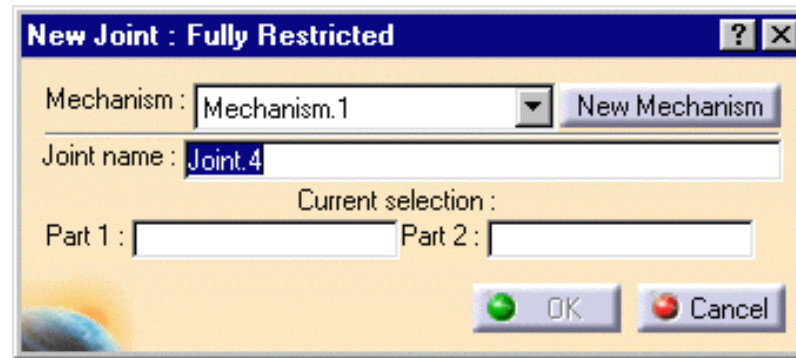 New Joint : Fully Restricted ? X
Mechanism : Mechanism.1 New Mechanism
Joint name : Joint.4
Current selection :
Part 1 : Part 2 :
OK Cancel